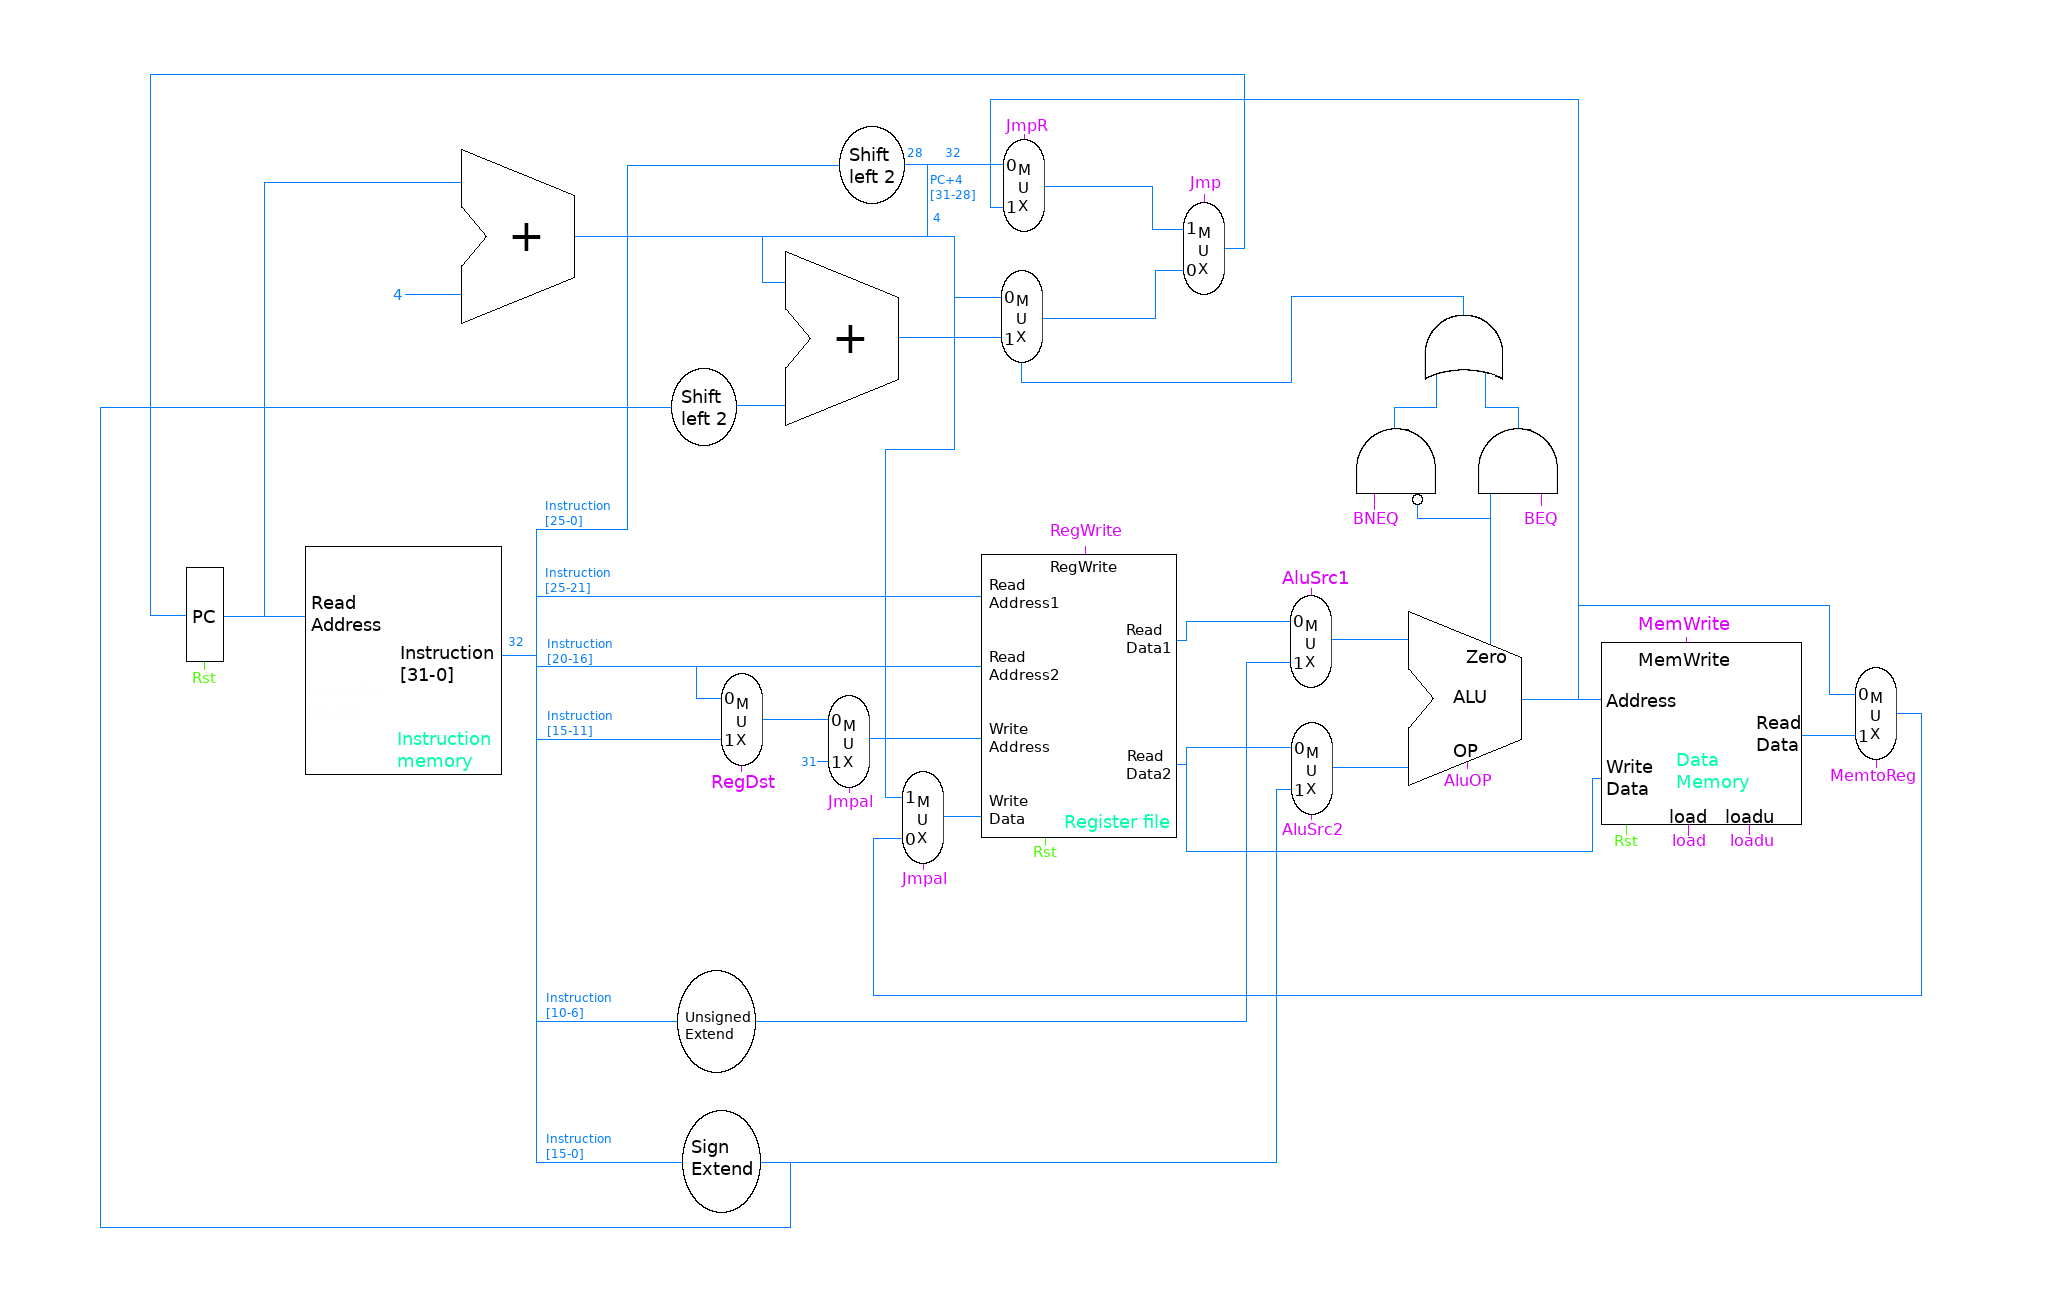 JmpR
Shift
left 2
28
32
0
M
U
1
X
PC+4
[31-28]
4
Jmp
1
M
U
0
X
+
4
+
0
M
U
1
X
Shift
left 2
BNEQ
BEQ
Instruction
[25-0]
Instruction
[25-21]
32
Instruction
[20-16]
Instruction
[15-11]
PC
Rst
Read
Address
Instruction
[31-0]
Instruction
memory
0
M
U
1
X
RegDst
0
M
U
31
1
X
Jmpal
1
M
U
0
X
Jmpal
RegWrite
RegWrite
Read
Address1
Read
Data1
Read
Address2
Write
Address
Read
Data2
Write
Data
Register file
Rst
AluSrc1
0
M
U
1
X
0
M
U
1
X
AluSrc2
Zero
ALU
OP
AluOP
MemWrite
MemWrite
Address
Read
Data
Write
Data
Data
Memory
load
loadu
Rst
load
loadu
0
M
U
1
X
MemtoReg
Instruction
[10-6]
Unsigned
Extend
Instruction
[15-0]
Sign
Extend